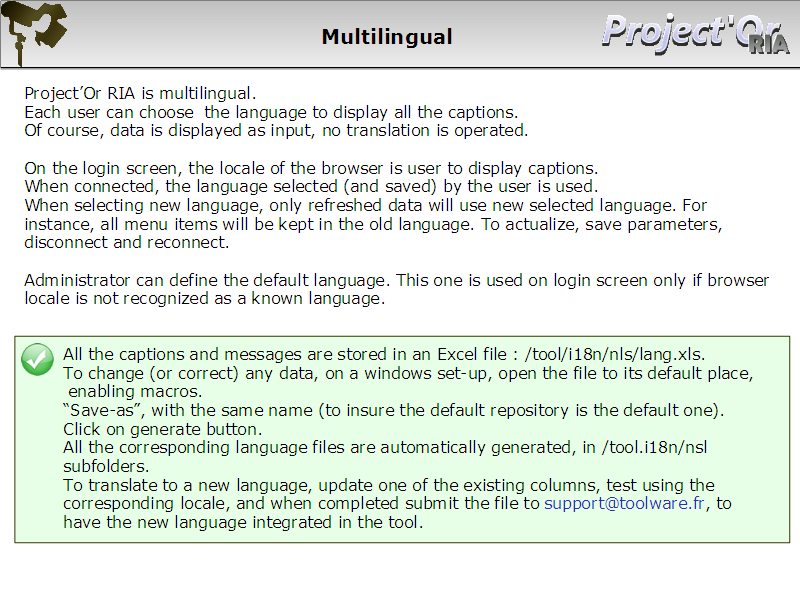 Multilingual
Project'Or
RIA
Project’Or RIA is multilingual.
Each user can choose  the language to display all the captions.
Of course, data is displayed as input, no translation is operated.
On the login screen, the locale of the browser is user to display captions.
When connected, the language selected (and saved) by the user is used.
When selecting new language, only refreshed data will use new selected language. For
instance, all menu items will be kept in the old language. To actualize, save parameters,
disconnect and reconnect.
Administrator can define the default language. This one is used on login screen only if browser
locale is not recognized as a known language.
All the captions and messages are stored in an Excel file : /tool/i18n/nls/lang.xls.
To change (or correct) any data, on a windows set-up, open the file to its default place,
enabling macros.
“Save-as”, with the same name (to insure the default repository is the default one).
Click on generate button.
All the corresponding language files are automatically generated, in /tool.i18n/nsl
subfolders.
To translate to a new language, update one of the existing columns, test using the
corresponding locale, and when completed submit the file to support@toolware.fr, to
have the new language integrated in the tool.